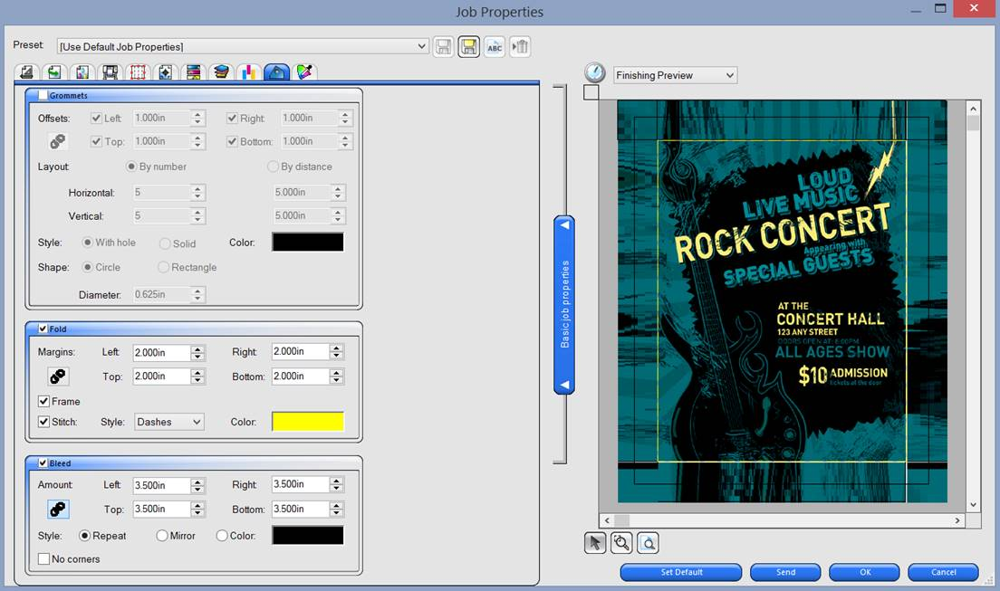 Job Properties
Preset: [Use Default Job Properties]
ABC
Grommets
Offsets: Left: 1.000in Right: 1.000in
Top: 1.000in Bottom: 1.000in
Layout: By number By distance
Horizontal: 5 5.000in
Vertical: 5 5.000in
Style: With hole Solid Color:
Shape: Circle Rectangle
Diameter: 0.625in
Fold
Margins: Left: 2.000in Right: 2.000in
Top: 2.000in Bottom: 2.000in
Frame
Stitch: Style: Dashes Color:
Bleed
Amount: Left: 3.500in Right: 3.500in
Top: 3.500in Bottom: 3.500in
Style: Repeat Mirror Color:
No corners
Basic job properties
Finishing Preview
LOUD
LIVE MUSIC
ROCK CONCERT
Appearing with
SPECIAL GUESTS
AT THE
CONCERT HALL
123 ANY STREET
DOORS OPEN AT: 6:00PM
ALL AGES SHOW
$10 ADMISSION
tickets at the door
Set Default Send OK Cancel